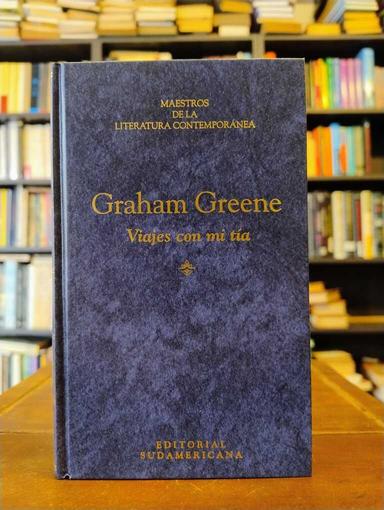 MAESTROS
DE LA
LITERATURA CONTEMPORÁNEA
Graham Greene
Viajes con mi tía
EDITORIAL
SUDAMERICANA